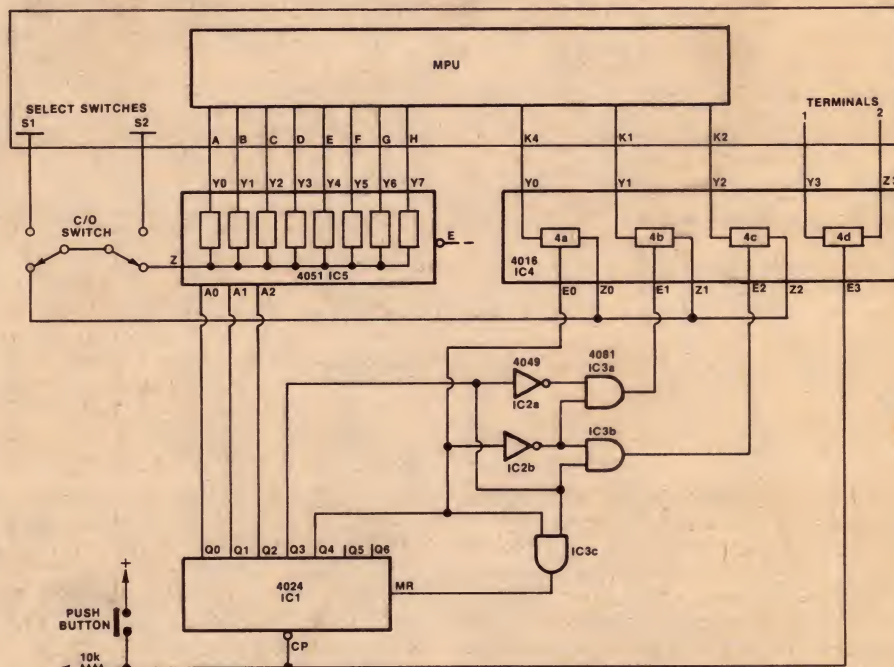 MPU
SELECT SWITCHES
S1 S2
TERMINALS
1 2
A B C D E F G H K4 K1 K2
Y0 Y1 Y2 Y3 Y4 Y5 Y6 Y7 Y0 Y1 Y2 Y3
C/O
SWITCH
E
Z
4a 4b 4c 4d
4051 IC5
4016
IC4
A0 A1 A2
E0 Z0 E1 Z1 E2 Z2 E3
4049 4081
IC3a
IC2a
IC3b
IC2b
IC3c
Q0 Q1 Q2 Q3 Q4 Q5 Q6
4024
IC1
MR
+
PUSH
BUTTON
CP
10k